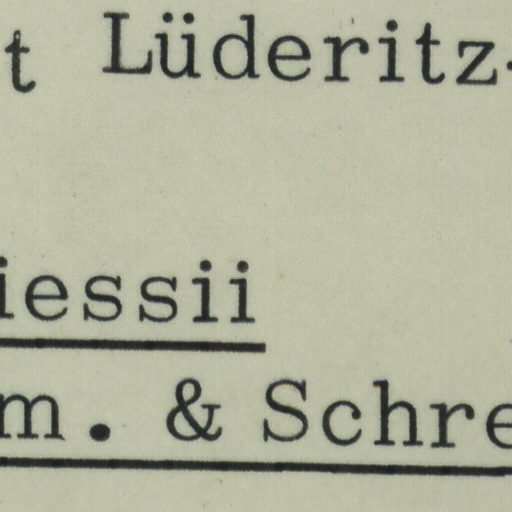 t Lüderitz-
iessii
m. & Schre